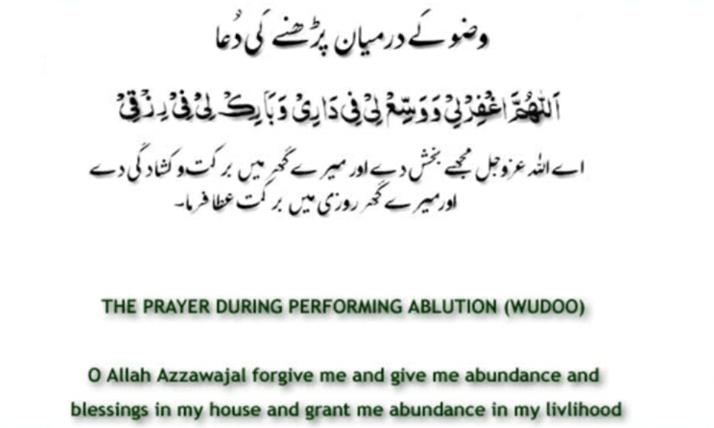 وضو کے درمیان پڑھنے کی دُعا
اَللّٰهُمَّ اغْفِرْ لِيْ وَ وَسِّعْ لِيْ فِيْ دَارِيْ وَ بَارِكْ لِيْ فِيْ رِزْقِيْ
اے اللہ عزوجل مجھے بخش دے اور میرے گھر میں برکت و کشادگی دے
اور میرے گھر روزی میں برکت عطا فرما۔
THE PRAYER DURING PERFORMING ABLUTION (WUDOO)
O Allah Azzawajal forgive me and give me abundance and
blessings in my house and grant me abundance in my livlihood